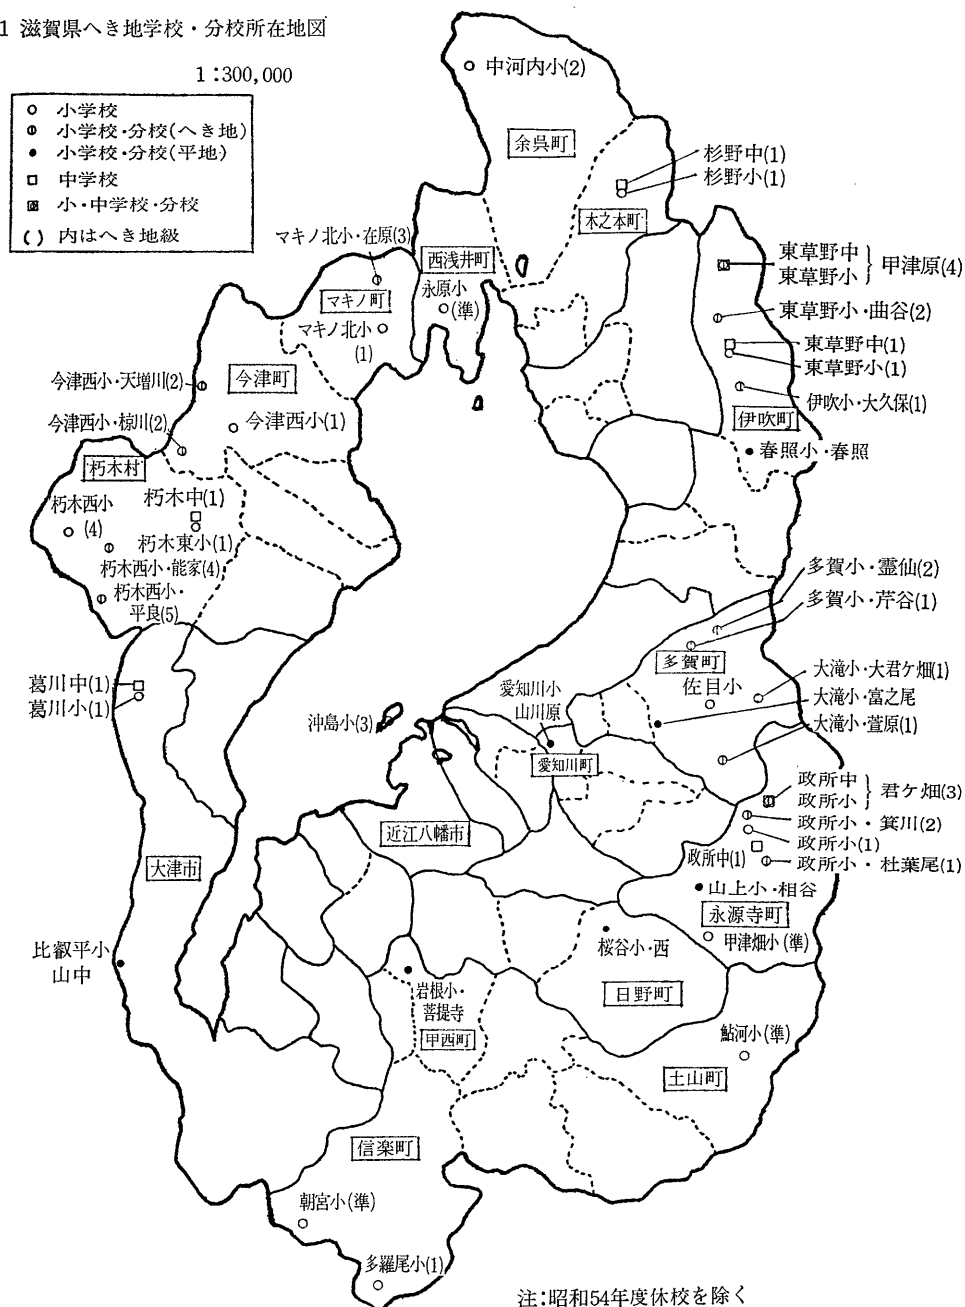 1 滋賀県へき地学校・分校所在地図
1:300,000
小学校
小学校・分校(へき地)
小学校・分校(平地)
中学校
小・中学校・分校
( ) 内はへき地級
中河内小(2)
余呉町
杉野中(1)
杉野小(1)
木之本町
マキノ北小・在原(3)
西浅井町
マキノ町
永原小
(準)
マキノ北小
(1)
東草野中
東草野小
甲津原(4)
東草野小・曲谷(2)
東草野中(1)
東草野小(1)
伊吹小・大久保(1)
伊吹町
春照小・春照
今津西小・天増川(2)
今津町
今津西小(1)
今津西小・椋川(2)
朽木村
朽木西小
(4)
朽木中(1)
朽木東小(1)
朽木西小・能家(4)
朽木西小・
平良(5)
多賀小・霊仙(2)
多賀小・芹谷(1)
多賀町
佐目小
大滝小・大君ケ畑(1)
大滝小・富之尾
大滝小・萱原(1)
葛川中(1)
葛川小(1)
沖島小(3)
愛知川小
山川原
愛知川町
政所中
政所小
君ケ畑(3)
政所小・箕川(2)
政所小(1)
政所中(1)
政所小・杜葉尾(1)
近江八幡市
大津市
山上小・相谷
永源寺町
甲津畑小(準)
比叡平小
山中
桜谷小・西
岩根小・
菩提寺
甲西町
日野町
鮎河小(準)
土山町
信楽町
朝宮小(準)
多羅尾小(1)
注:昭和54年度休校を除く